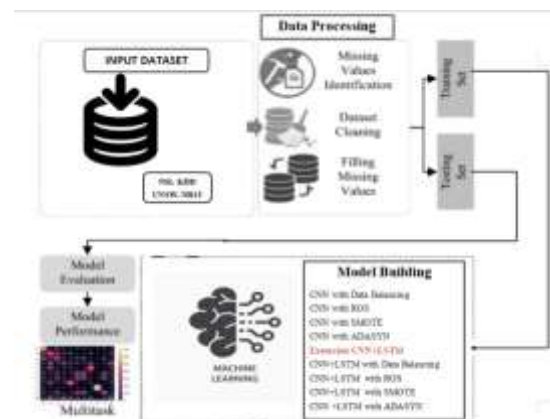 Data Processing
INPUT DATASET
NSL KDD
Missing
Values
Identification
Dataset
Cleaning
Filling
Missing
Values
Training
Set
Testing
Set
Model
Evaluation
Model
Performance
Multitask
MACHINE
LEARNING
Model Building
CNN with Data Balancing
CNN with ROS
CNN with SMOTE
CNN with ADASYN
Extension CNN+LSTM
CNN+LSTM with Data Balancing
CNN+LSTM with ROS
CNN+LSTM with SMOTE
CNN +LSTM with ADASYN